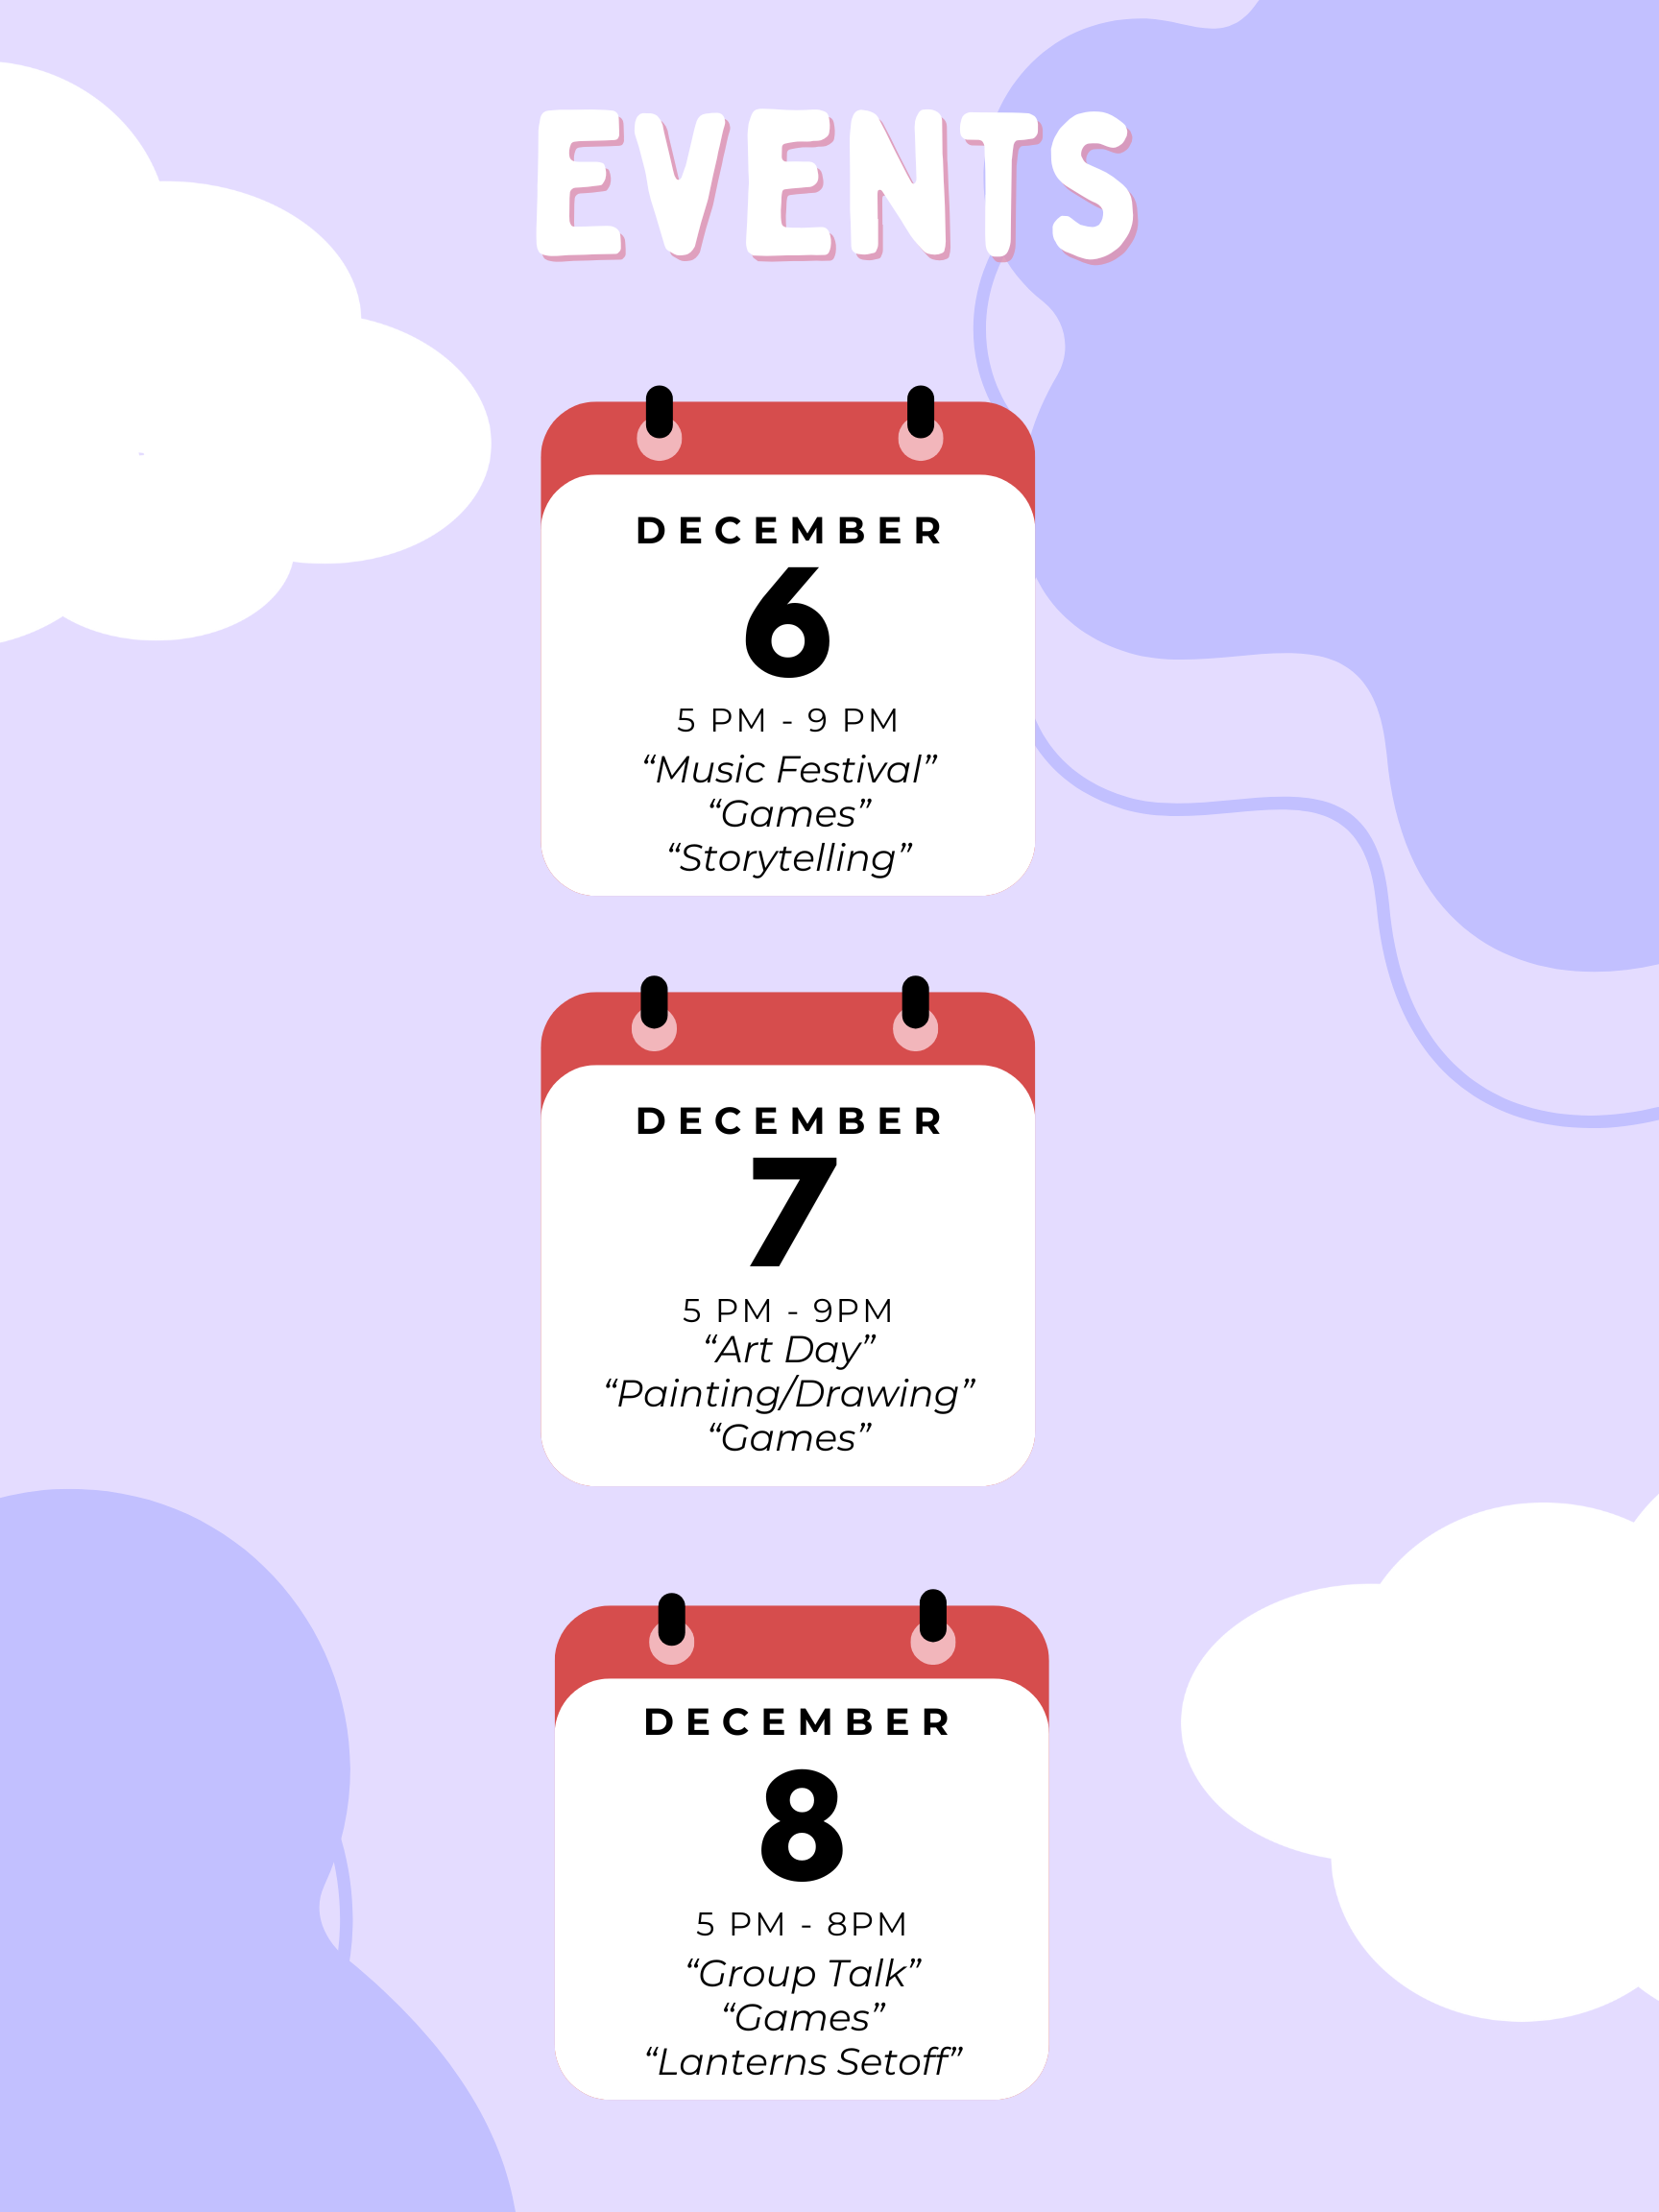 EVENTS
DECEMBER
6
5 PM - 9 PM
“Music Festival”
“Games”
“Storytelling”
DECEMBER
7
5 PM - 9PM
“Art Day”
“Painting/Drawing”
“Games”
DECEMBER
8
5 PM - 8PM
“Group Talk”
“Games”
“Lanterns Setoff”